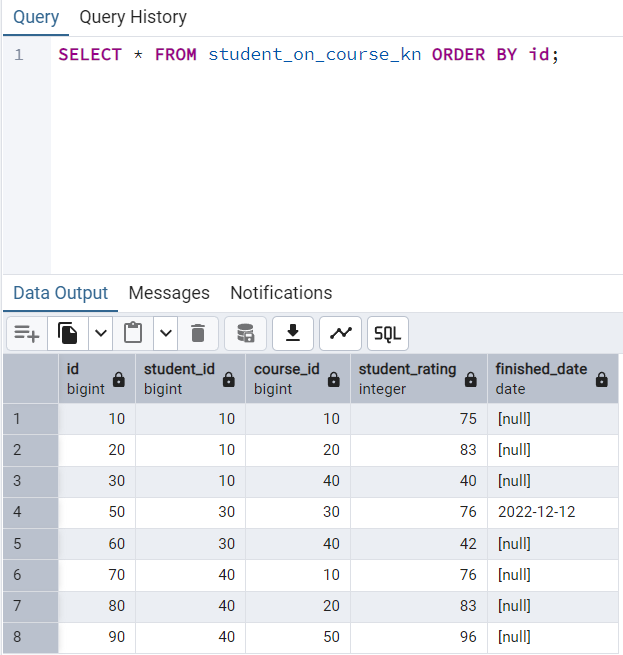 Query Query History
1 SELECT * FROM student_on_course_kn ORDER BY id;
Data Output Messages Notifications
SQL
id student_id course_id student_rating finished_date
bigint bigint bigint integer date
1 10 10 10 75 [null]
2 20 10 20 83 [null]
3 30 10 40 40 [null]
4 50 30 30 76 2022-12-12
5 60 30 40 42 [null]
6 70 40 10 76 [null]
7 80 40 20 83 [null]
8 90 40 50 96 [null]